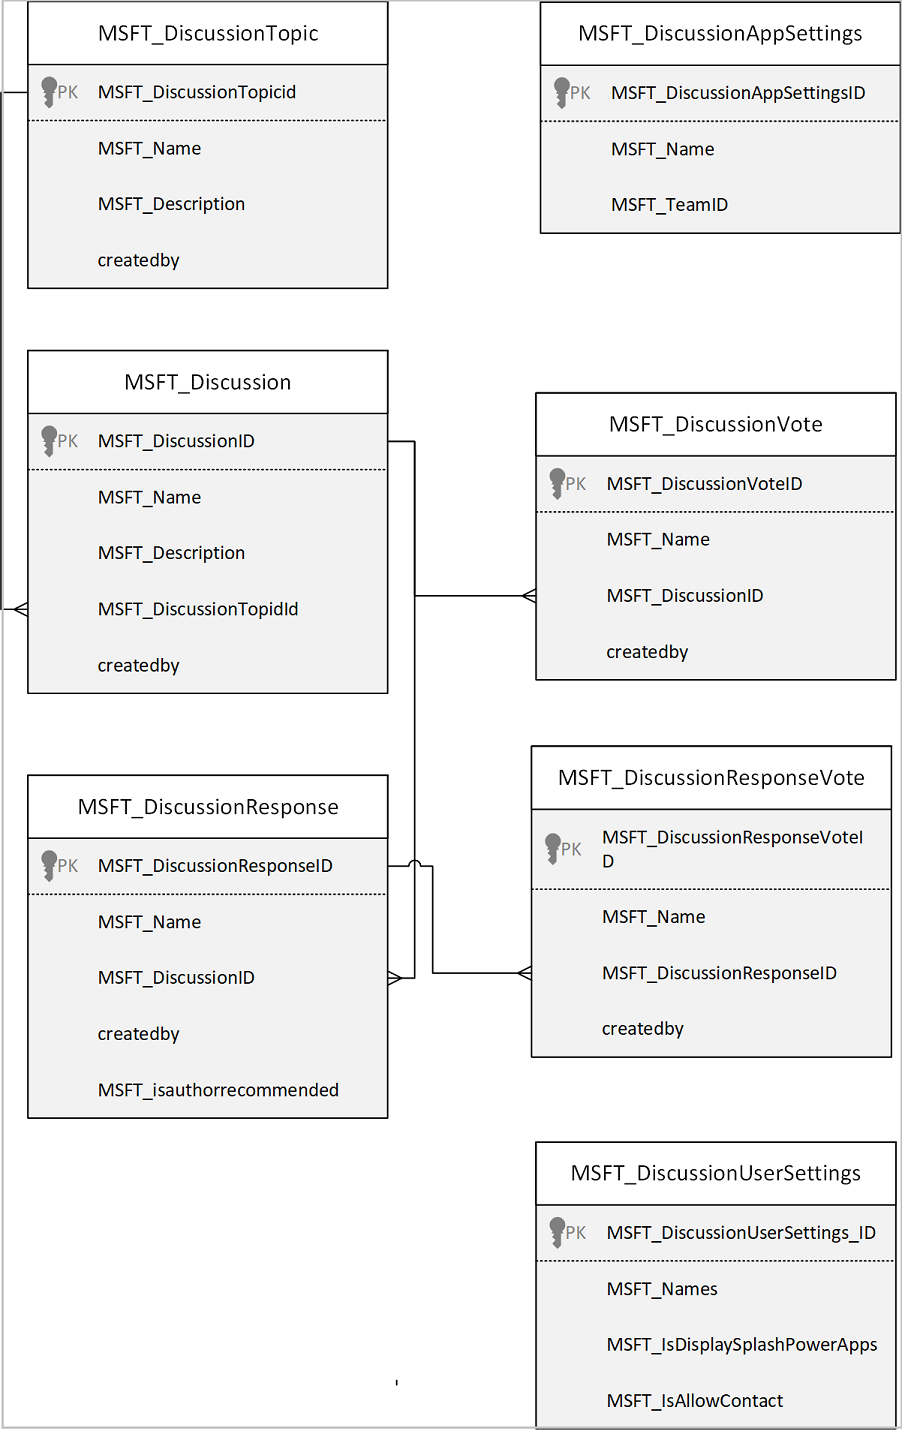 MSFT_DiscussionTopic
PK MSFT_DiscussionTopicid
MSFT_Name
MSFT_Description
createdby
MSFT_DiscussionAppSettings
PK MSFT_DiscussionAppSettingsID
MSFT_Name
MSFT_TeamID
MSFT_Discussion
PK MSFT_DiscussionID
MSFT_Name
MSFT_Description
MSFT_DiscussionTopidId
createdby
MSFT_DiscussionVote
PK MSFT_DiscussionVoteID
MSFT_Name
MSFT_DiscussionID
createdby
MSFT_DiscussionResponse
PK MSFT_DiscussionResponseID
MSFT_Name
MSFT_DiscussionID
createdby
MSFT_isauthorrecommended
MSFT_DiscussionResponseVote
PK MSFT_DiscussionResponseVoteI
D
MSFT_Name
MSFT_DiscussionResponseID
createdby
MSFT_DiscussionUserSettings
PK MSFT_DiscussionUserSettings_ID
MSFT_Names
MSFT_IsDisplaySplashPowerApps
MSFT_IsAllowContact